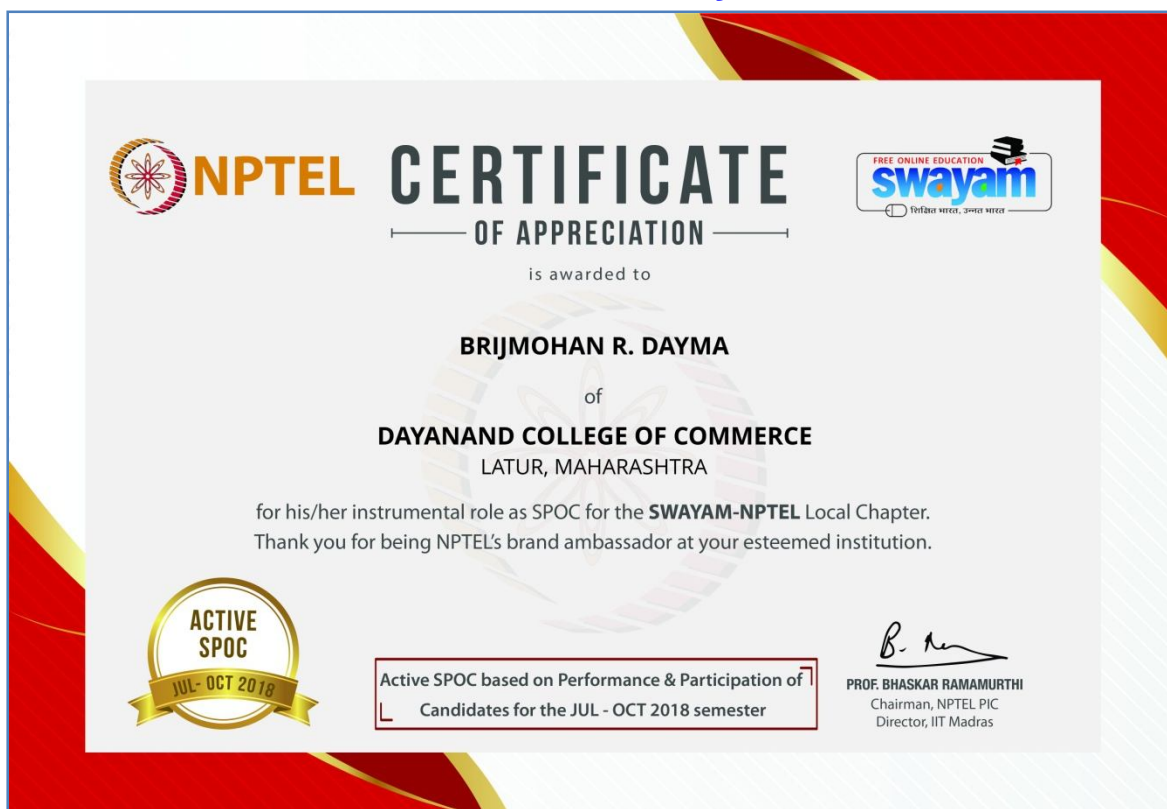 NPTEL
CERTIFICATE
OF APPRECIATION
FREE ONLINE EDUCATION
swayam
शिक्षित भारत, उन्नत भारत
is awarded to
BRIJMOHAN R. DAYMA
of
DAYANAND COLLEGE OF COMMERCE
LATUR, MAHARASHTRA
for his/her instrumental role as SPOC for the SWAYAM-NPTEL Local Chapter.
Thank you for being NPTEL's brand ambassador at your esteemed institution.
ACTIVE
SPOC
JUL- OCT 2018
Active SPOC based on Performance & Participation of
Candidates for the JUL - OCT 2018 semester
PROF. BHASKAR RAMAMURTHI
Chairman, NPTEL PIC
Director, IIT Madras